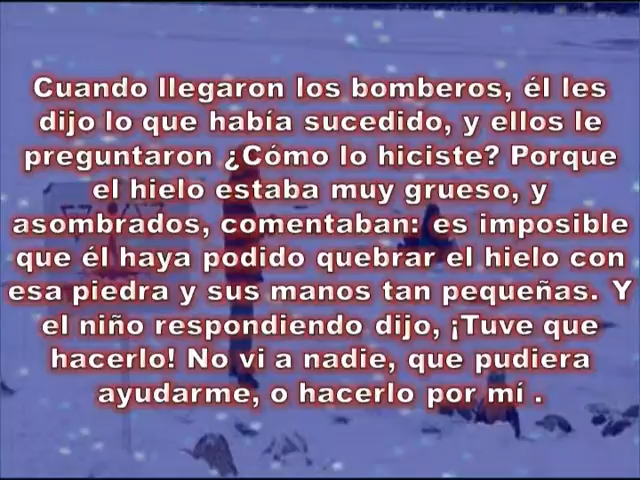 Cuando llegaron los bomberos, él les
dijo lo que había sucedido, y ellos le
preguntaron ¿Cómo lo hiciste? Porque
el hielo estaba muy grueso, y
asombrados, comentaban: es imposible
que él haya podido quebrar el hielo con
esa piedra y sus manos tan pequeñas. Y
el niño respondiendo dijo, ¡Tuve que
hacerlo! No vi a nadie, que pudiera
ayudarme, o hacerlo por mí .